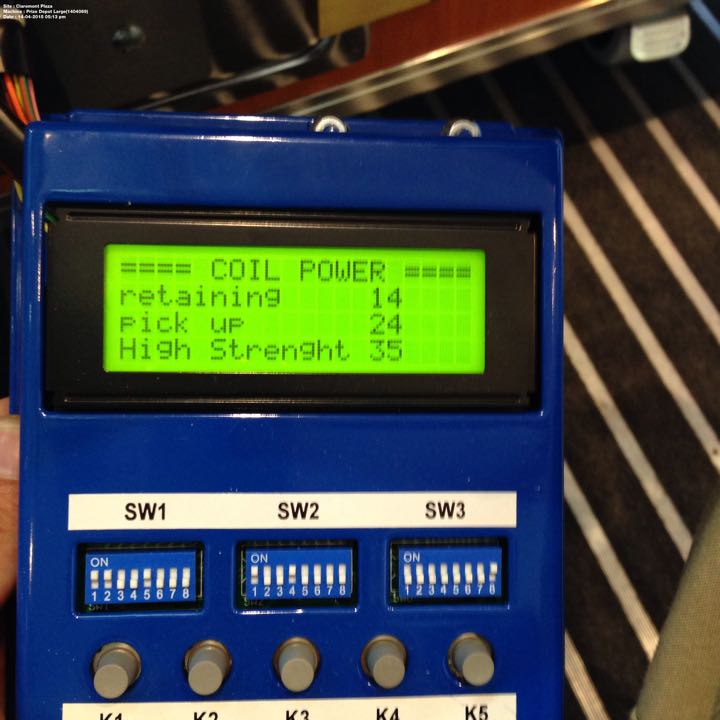 Site : Claremont Plaza
Machine : Prize Depot Large(1404069)
Date : 14-04-2015 05:13 pm
==== COIL POWER ====
retaining 14
pick up 24
High Strenght 35
SW1 SW2 SW3
ON ON ON
1 2 3 4 5 6 7 8 1 2 3 4 5 6 7 8 1 2 3 4 5 6 7 8
K1 K2 K3 K4 K5